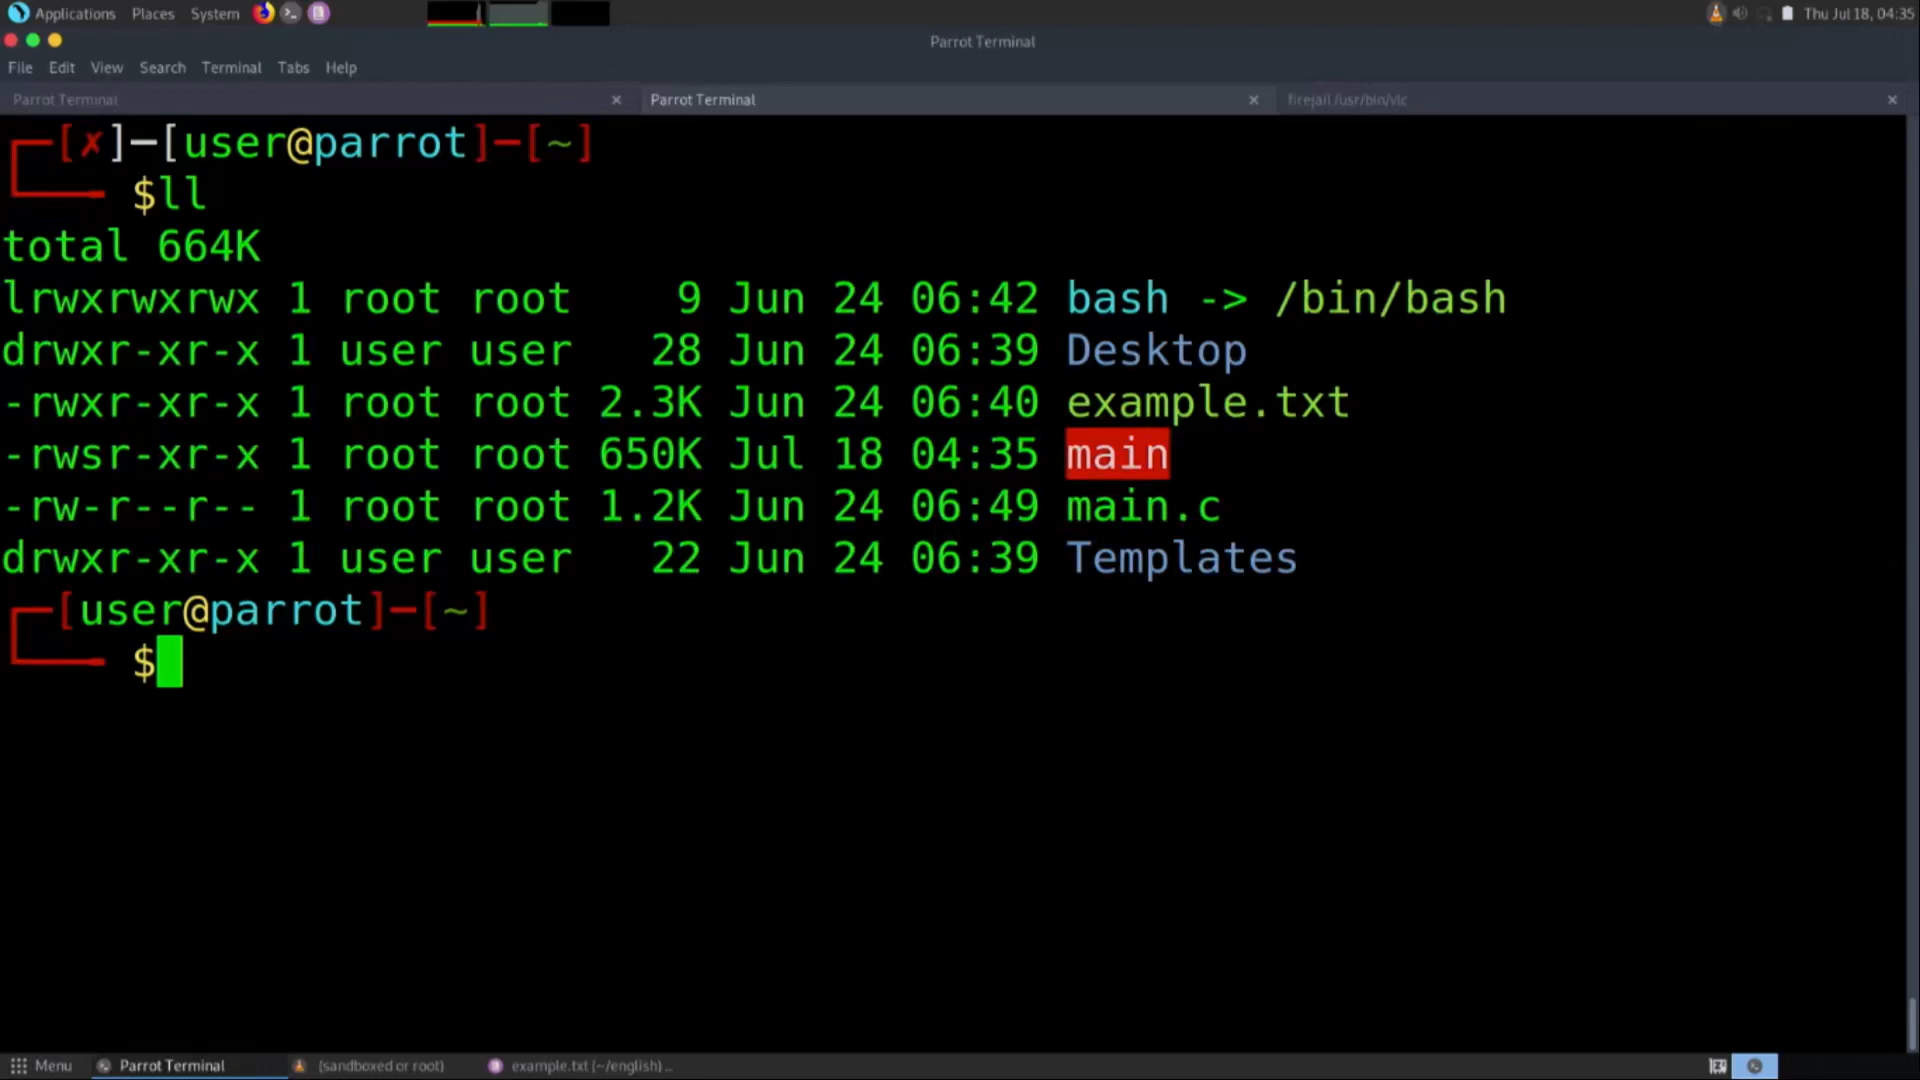 Applications Places System Thu Jul 18, 04:35
Parrot Terminal
File Edit View Search Terminal Tabs Help
Parrot Terminal × Parrot Terminal × firejail /usr/bin/vlc ×
[✗]─[user@parrot]─[~]
$ll
total 664K
lrwxrwxrwx 1 root root 9 Jun 24 06:42 bash -> /bin/bash
drwxr-xr-x 1 user user 28 Jun 24 06:39 Desktop
-rwxr-xr-x 1 root root 2.3K Jun 24 06:40 example.txt
-rwsr-xr-x 1 root root 650K Jul 18 04:35 main
-rw-r--r-- 1 root root 1.2K Jun 24 06:49 main.c
drwxr-xr-x 1 user user 22 Jun 24 06:39 Templates
[user@parrot]─[~]
$
Menu Parrot Terminal (sandboxed or root) example.txt (~/english) ...